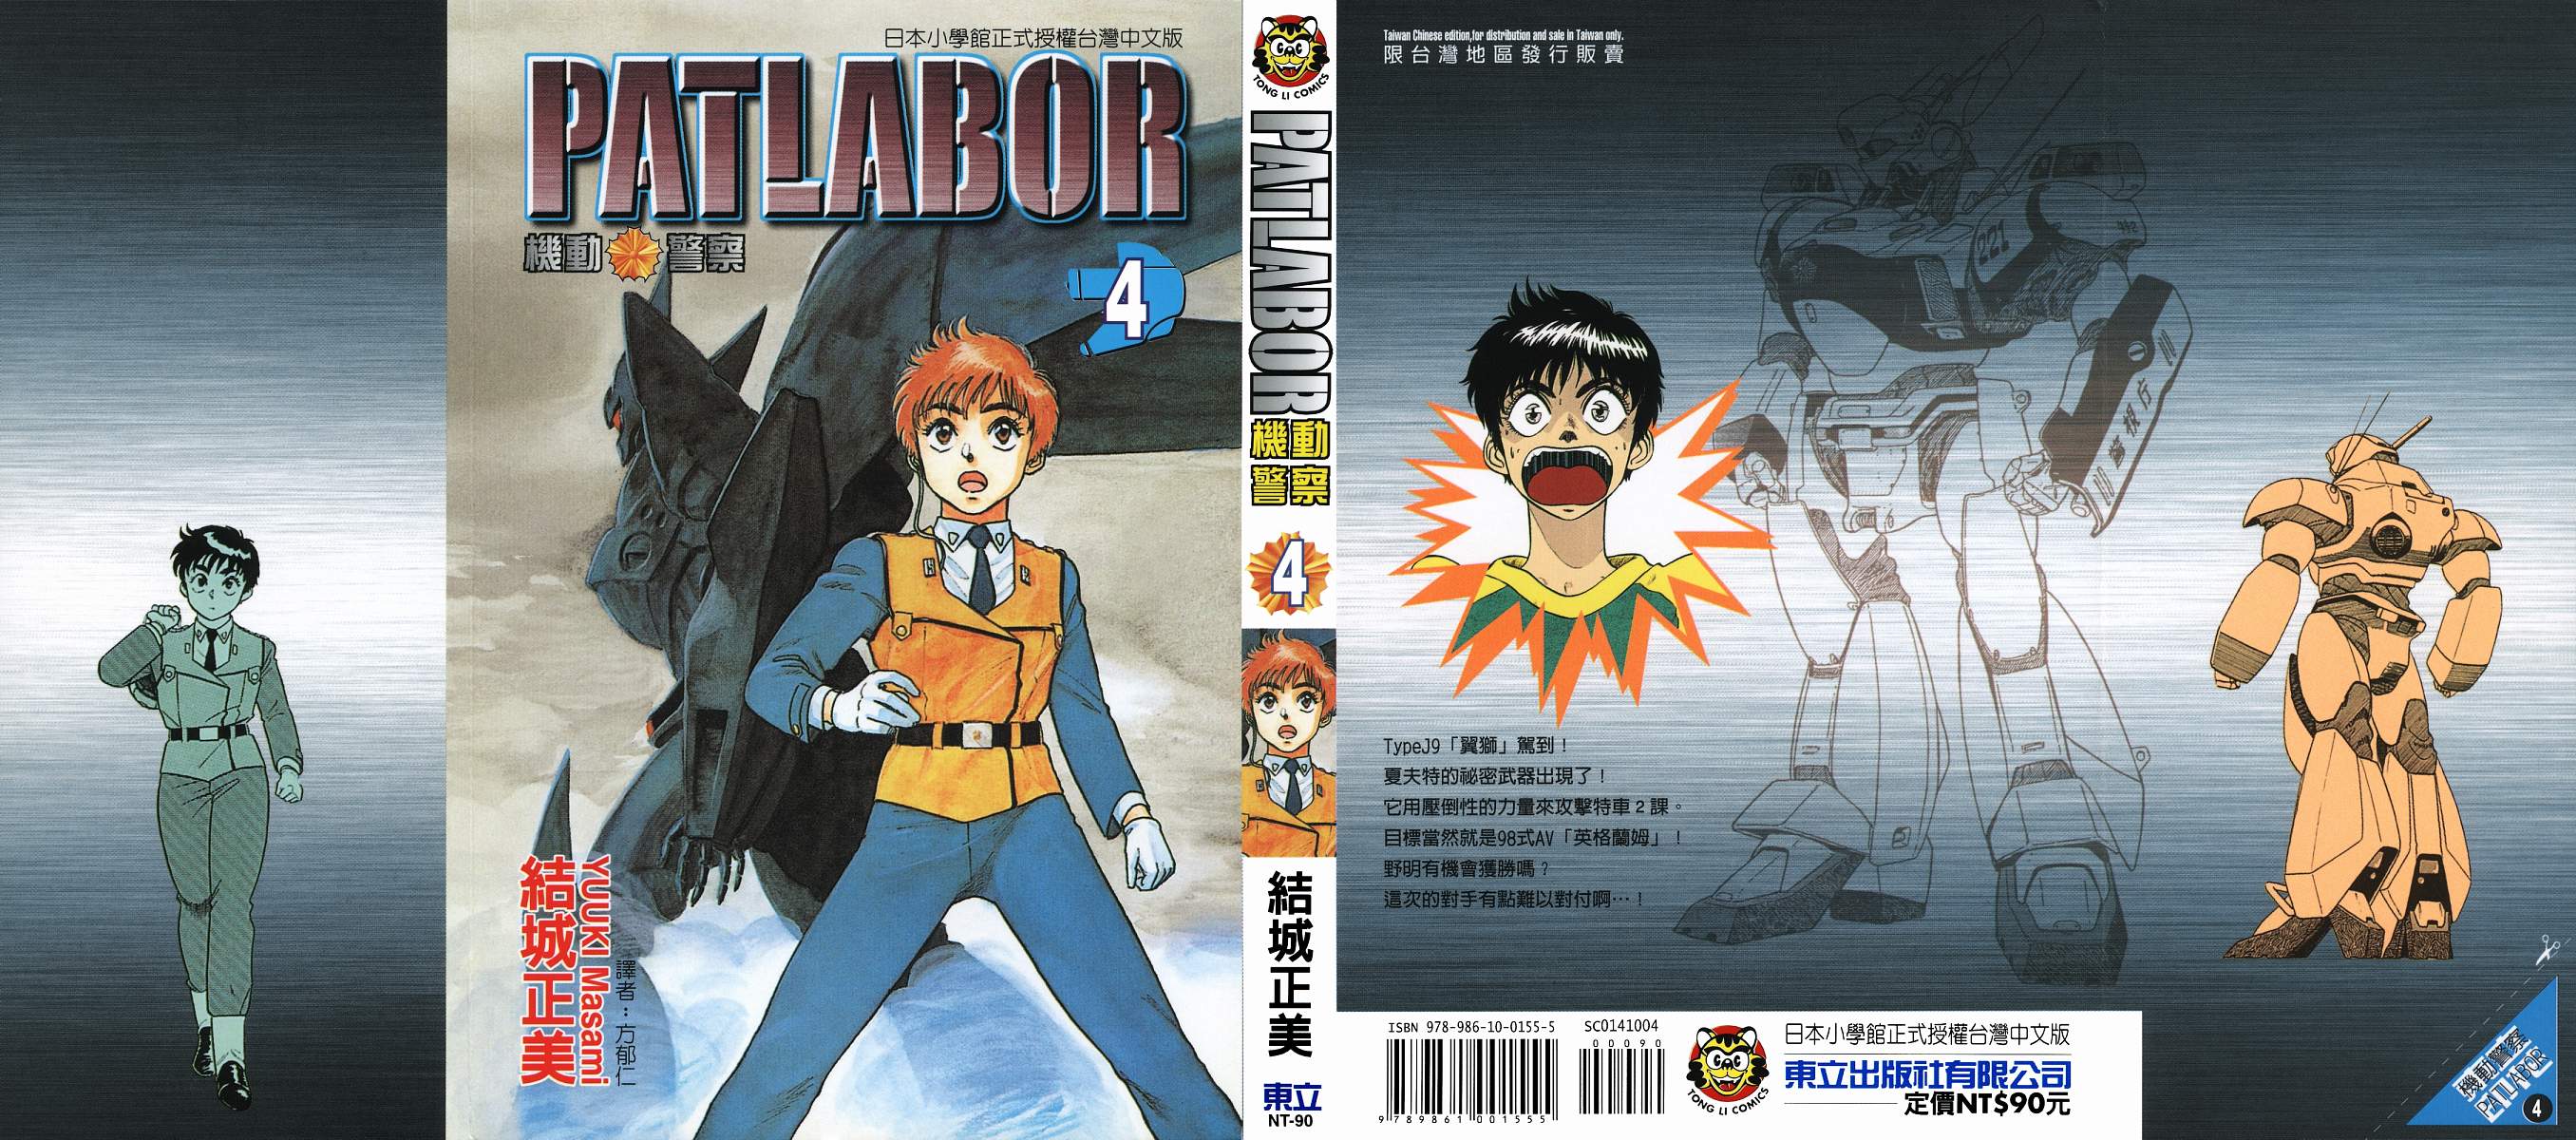 日本小學館正式授權台灣中文版
PATLABOR
機動警察
4
YUUKI Masami
結城正美
譯者：方郁仁
TONG LI COMICS
PATLABOR
機動
警察
4
結城正美
東立
NT-90
Taiwan Chinese edition,for distribution and sale In Taiwan only.
限台灣地區發行販賣
221
TypeJ9「翼獅」駕到！
夏夫特的祕密武器出現了！
它用壓倒性的力量來攻擊特車２課。
目標當然就是98式AV「英格蘭姆」！
野明有機會獲勝嗎？
這次的對手有點難以對付啊…！
ISBN 978-986-10-0155-5
9 789861 001555
SC0141004
00090
TONG LI COMICS
日本小學館正式授權台灣中文版
東立出版社有限公司
定價NT$90元
機動警察
PATLABOR
4